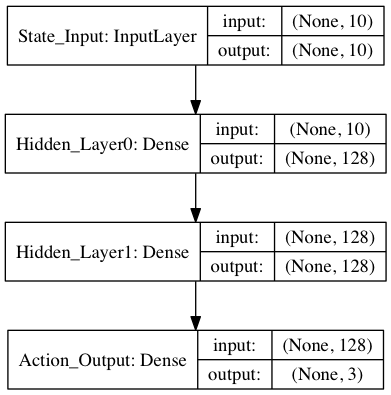 State_Input: InputLayer
input:
(None, 10)
output:
(None, 10)
Hidden_Layer0: Dense
input:
(None, 10)
output:
(None, 128)
Hidden_Layer1: Dense
input:
(None, 128)
output:
(None, 128)
Action_Output: Dense
input:
(None, 128)
output:
(None, 3)